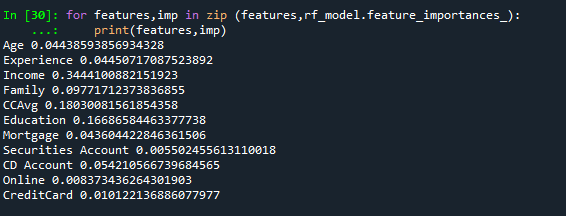 In [30]: for features,imp in zip (features,rf_model.feature_importances_):
...: print(features,imp)
Age 0.04438593856934328
Experience 0.04450717087523892
Income 0.3444100882151923
Family 0.09771712373836855
CCAvg 0.18030081561854358
Education 0.16686584463377738
Mortgage 0.043604422846361506
Securities Account 0.005502455613110018
CD Account 0.054210566739684565
Online 0.008373436264301903
CreditCard 0.010122136886077977